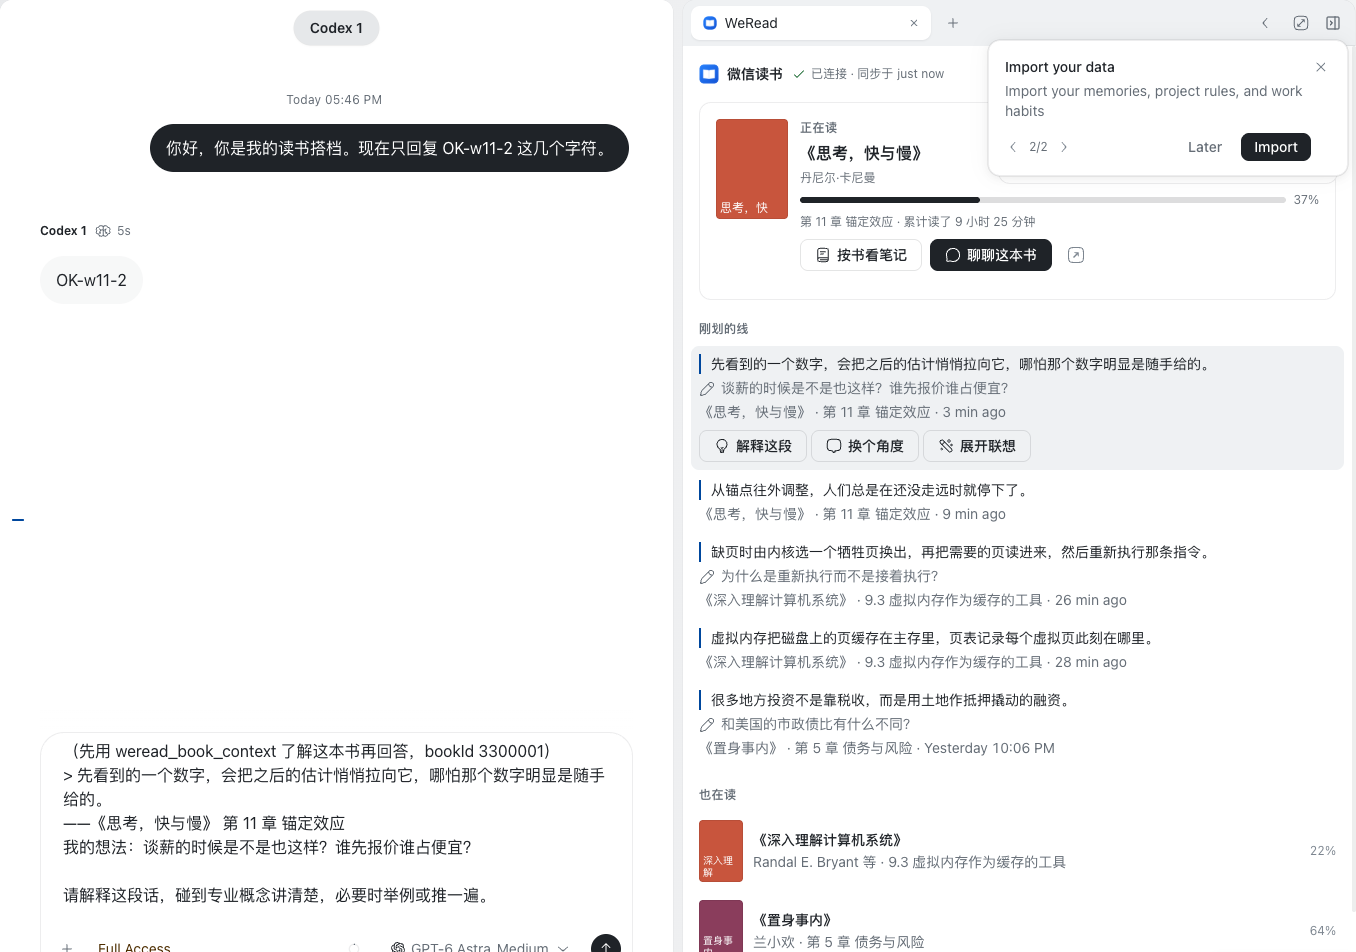 Codex 1
Today 05:46 PM
你好，你是我的读书搭档。现在只回复 OK-w11-2 这几个字符。
Codex 1 5s
OK-w11-2
（先用 weread_book_context 了解这本书再回答，bookId 3300001）
> 先看到的一个数字，会把之后的估计悄悄拉向它，哪怕那个数字明显是随手
给的。
——《思考，快与慢》 第 11 章 锚定效应
我的想法：谈薪的时候是不是也这样？谁先报价谁占便宜？
请解释这段话，碰到专业概念讲清楚，必要时举例或推一遍。
Full Access
GPT-6 Astra Medium
WeRead
微信读书 已连接 · 同步于 just now
Import your data
Import your memories, project rules, and work
habits
2/2
Later
Import
思考，快
正在读
《思考，快与慢》
丹尼尔·卡尼曼
37%
第 11 章 锚定效应 · 累计读了 9 小时 25 分钟
按书看笔记
聊聊这本书
刚划的线
先看到的一个数字，会把之后的估计悄悄拉向它，哪怕那个数字明显是随手给的。
谈薪的时候是不是也这样？谁先报价谁占便宜？
《思考，快与慢》 · 第 11 章 锚定效应 · 3 min ago
解释这段
换个角度
展开联想
从锚点往外调整，人们总是在还没走远时就停下了。
《思考，快与慢》 · 第 11 章 锚定效应 · 9 min ago
缺页时由内核选一个牺牲页换出，再把需要的页读进来，然后重新执行那条指令。
为什么是重新执行而不是接着执行？
《深入理解计算机系统》 · 9.3 虚拟内存作为缓存的工具 · 26 min ago
虚拟内存把磁盘上的页缓存在主存里，页表记录每个虚拟页此刻在哪里。
《深入理解计算机系统》 · 9.3 虚拟内存作为缓存的工具 · 28 min ago
很多地方投资不是靠税收，而是用土地作抵押撬动的融资。
和美国的市政债比有什么不同？
《置身事内》 · 第 5 章 债务与风险 · Yesterday 10:06 PM
也在读
深入理
解
《深入理解计算机系统》
Randal E. Bryant 等 · 9.3 虚拟内存作为缓存的工具
22%
置身事
内
《置身事内》
兰小欢 · 第 5 章 债务与风险
64%